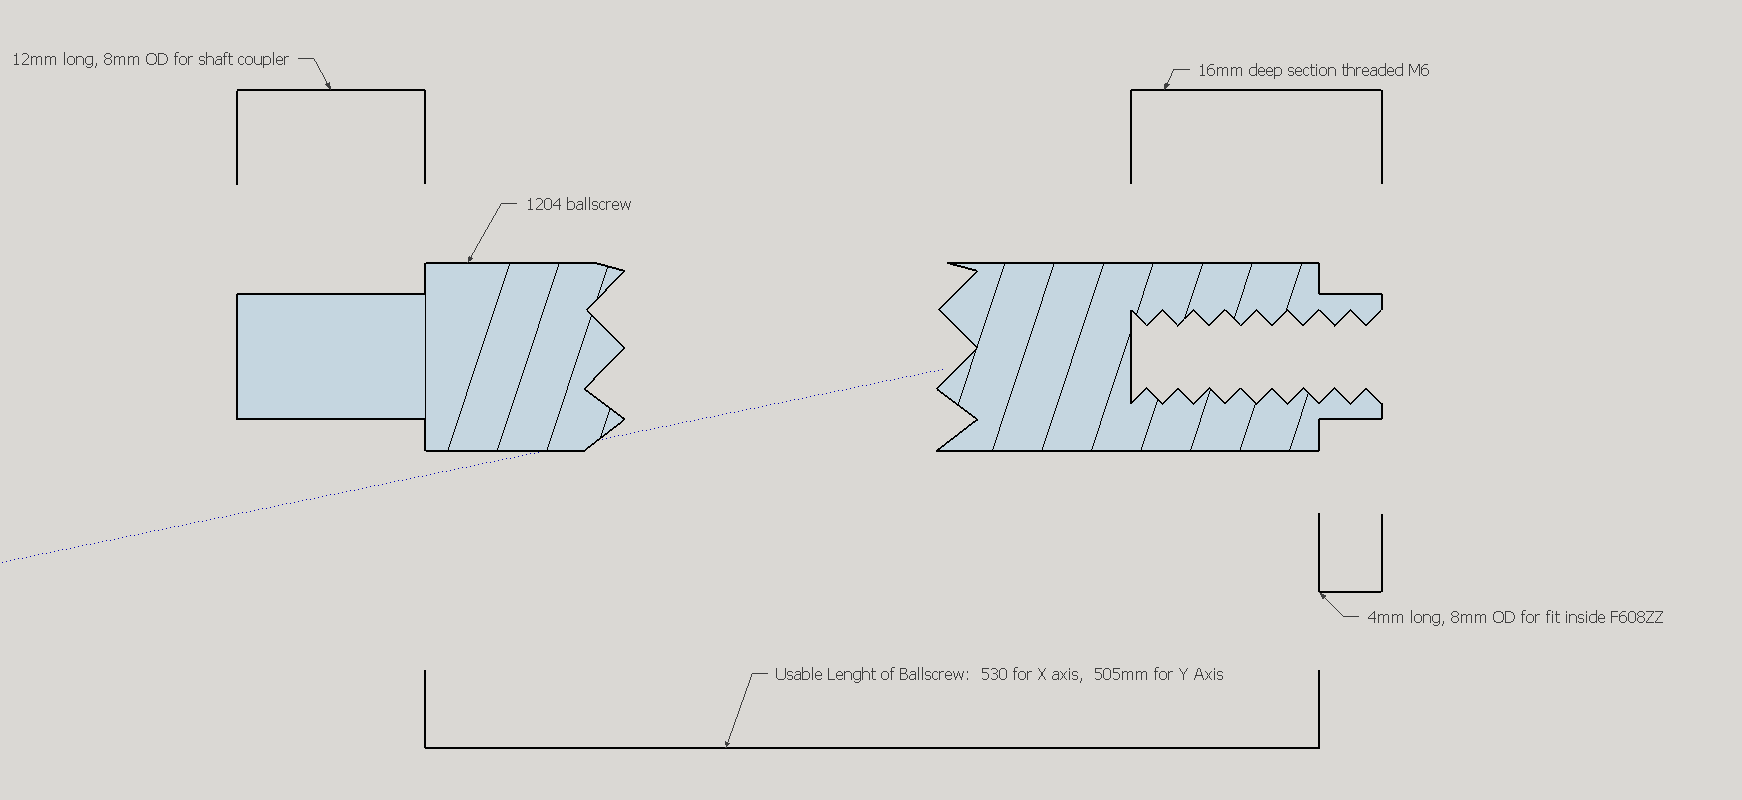 12mm long, 8mm OD for shaft coupler
16mm deep section threaded M6
1204 ballscrew
4mm long, 8mm OD for fit inside F608ZZ
Usable Lenght of Ballscrew:  530 for X axis,  505mm for Y Axis